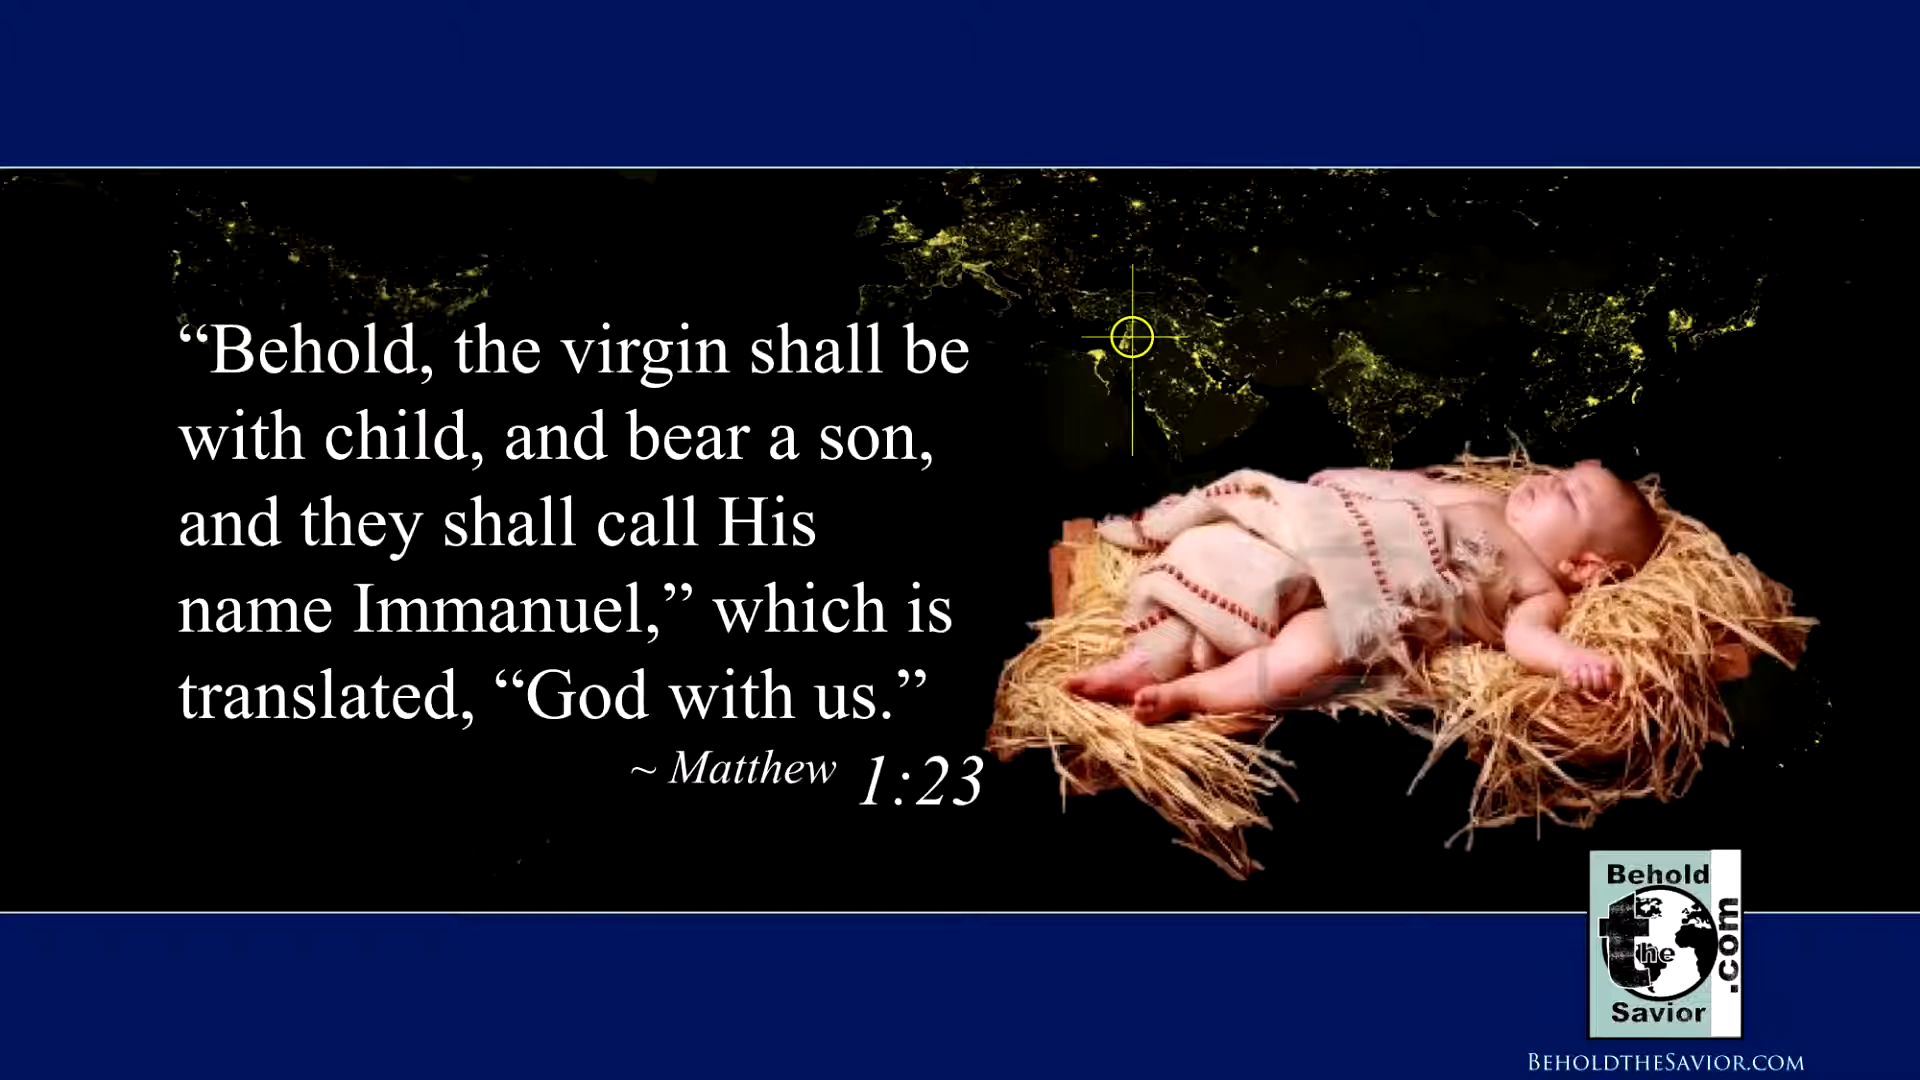 “Behold, the virgin shall be
with child, and bear a son,
and they shall call His
name Immanuel,” which is
translated, “God with us.”
~ Matthew 1:23
Behold
the
Savior
.com
BEHOLDTHESAVIOR.COM